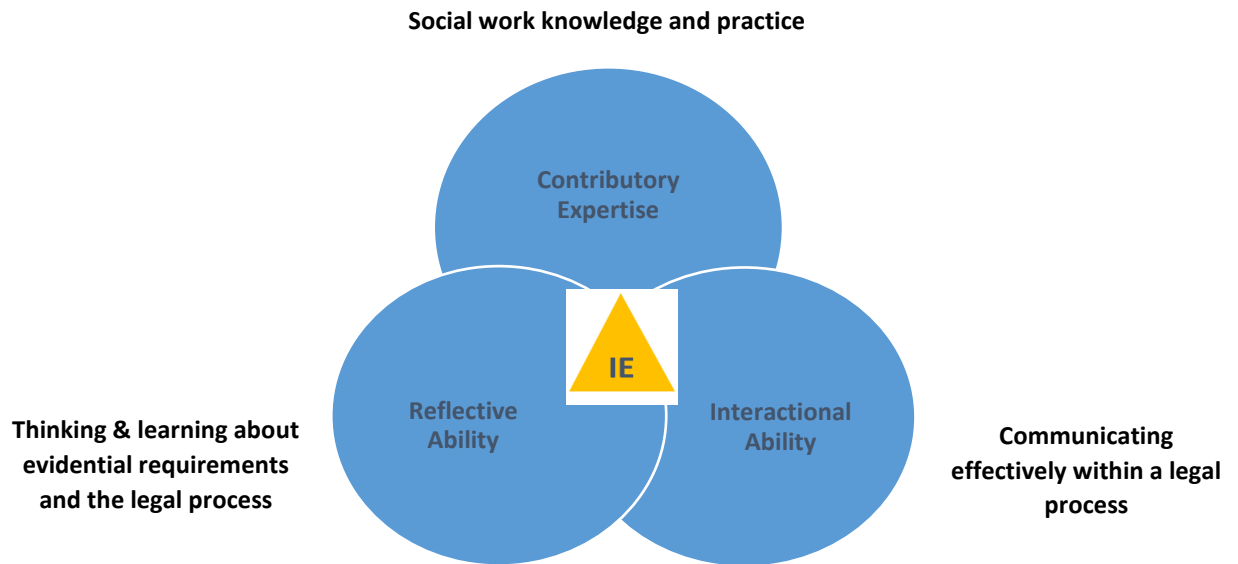 Social work knowledge and practice
Contributory
Expertise
IE
Reflective
Ability
Interactional
Ability
Thinking & learning about
evidential requirements
and the legal process
Communicating
effectively within a legal
process